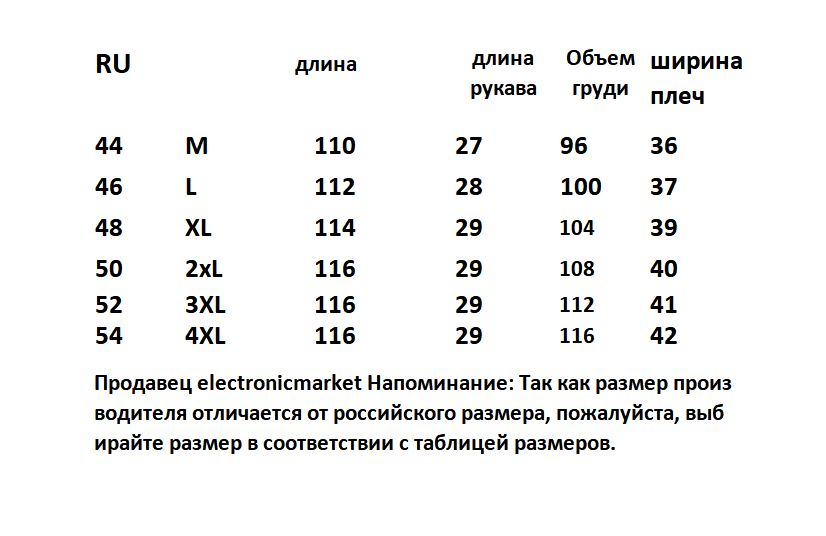 RU длина длина рукава Объем груди ширина плеч
44 M 110 27 96 36
46 L 112 28 100 37
48 XL 114 29 104 39
50 2xL 116 29 108 40
52 3XL 116 29 112 41
54 4XL 116 29 116 42
Продавец electronicmarket Напоминание: Так как размер произ
водителя отличается от российского размера, пожалуйста, выб
ирайте размер в соответствии с таблицей размеров.